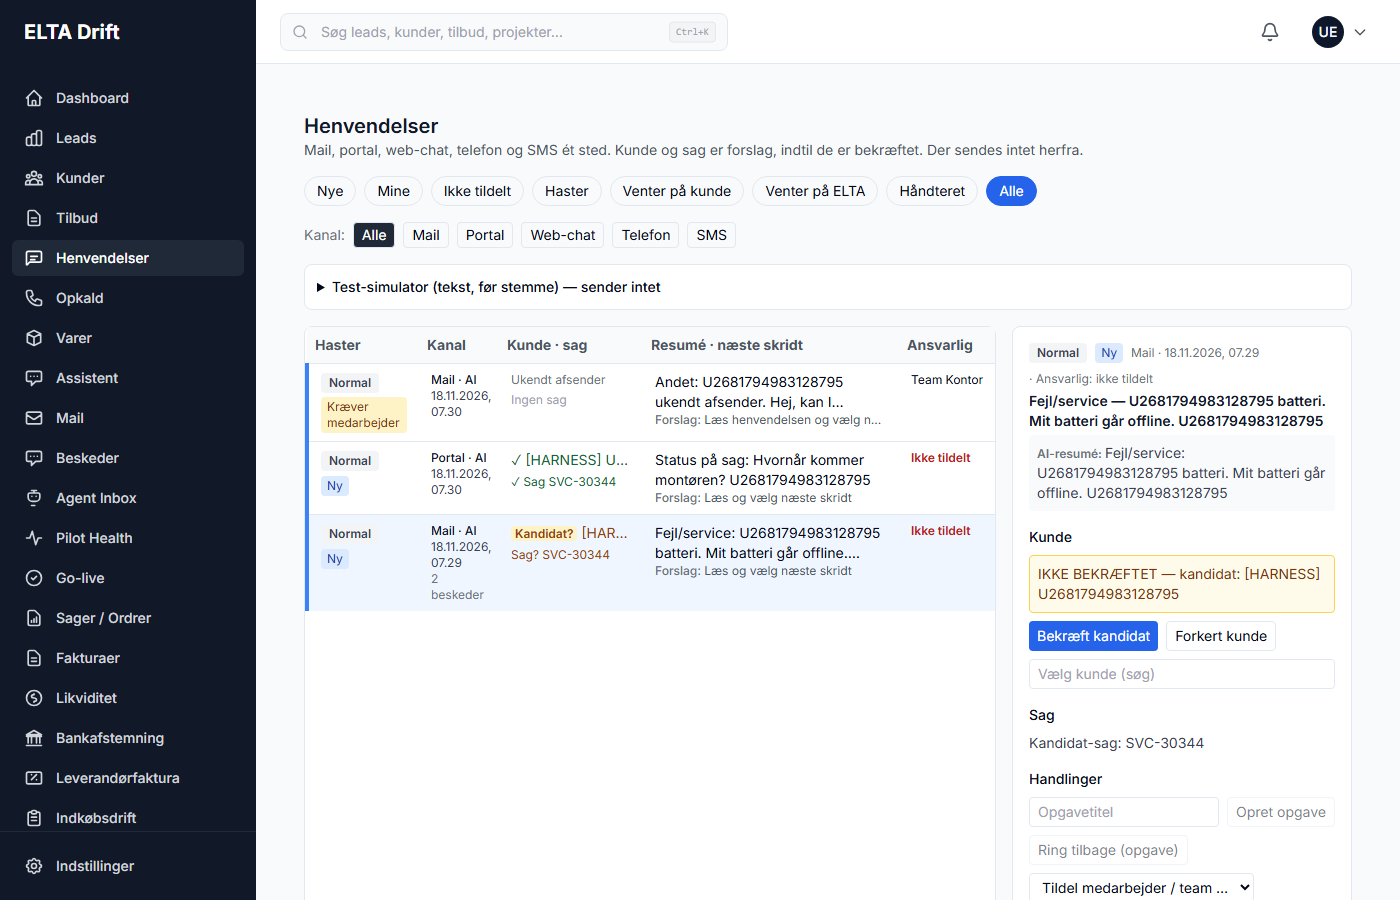 ELTA Drift
Søg leads, kunder, tilbud, projekter...
Ctrl+K
UE
Dashboard
Leads
Kunder
Tilbud
Henvendelser
Opkald
Varer
Assistent
Mail
Beskeder
Agent Inbox
Pilot Health
Go-live
Sager / Ordrer
Fakturaer
Likviditet
Bankafstemning
Leverandørfaktura
Indkøbsdrift
Indstillinger
Henvendelser
Mail, portal, web-chat, telefon og SMS ét sted. Kunde og sag er forslag, indtil de er bekræftet. Der sendes intet herfra.
Nye Mine Ikke tildelt Haster Venter på kunde Venter på ELTA Håndteret Alle
Kanal: Alle Mail Portal Web-chat Telefon SMS
Test-simulator (tekst, før stemme) — sender intet
Haster Kanal Kunde · sag Resumé · næste skridt Ansvarlig
Normal
Kræver
medarbejder
Mail · AI
18.11.2026,
07.30
Ukendt afsender
Ingen sag
Andet: U2681794983128795
ukendt afsender. Hej, kan I...
Forslag: Læs henvendelsen og vælg n...
Team Kontor
Normal
Ny
Portal · AI
18.11.2026,
07.30
✓ [HARNESS] U...
✓ Sag SVC-30344
Status på sag: Hvornår kommer
montøren? U2681794983128795
Forslag: Læs og vælg næste skridt
Ikke tildelt
Normal
Ny
Mail · AI
18.11.2026,
07.29
2
beskeder
Kandidat? [HAR...
Sag? SVC-30344
Fejl/service: U2681794983128795
batteri. Mit batteri går offline....
Forslag: Læs og vælg næste skridt
Ikke tildelt
Normal Ny Mail · 18.11.2026, 07.29
· Ansvarlig: ikke tildelt
Fejl/service — U2681794983128795 batteri.
Mit batteri går offline. U2681794983128795
AI-resumé: Fejl/service:
U2681794983128795 batteri. Mit batteri går
offline. U2681794983128795
Kunde
IKKE BEKRÆFTET — kandidat: [HARNESS]
U2681794983128795
Bekræft kandidat Forkert kunde
Vælg kunde (søg)
Sag
Kandidat-sag: SVC-30344
Handlinger
Opgavetitel Opret opgave
Ring tilbage (opgave)
Tildel medarbejder / team ...